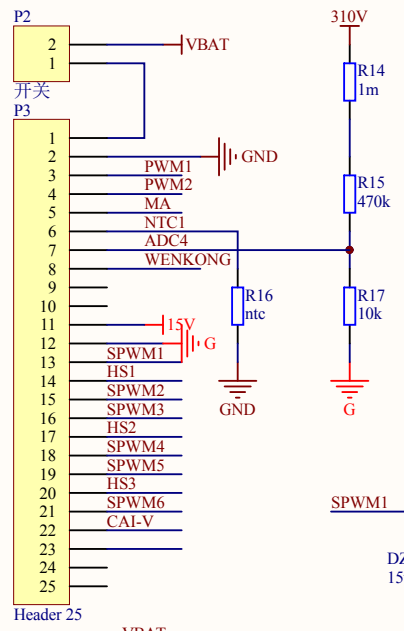 P2
310V
2 VBAT
1
R14
1m
开关
P3
1
2 GND
3 PWM1
4 PWM2
R15
470k
5 MA
6 NTC1
7 ADC4
8 WENKONG
9
R16
ntc
R17
10k
10
11 15V
12 G
13 SPWM1
14 HS1
GND
G
15 SPWM2
16 SPWM3
17 HS2
18 SPWM4
19 SPWM5
20 HS3
21 SPWM6
SPWM1
22 CAI-V
23
24
DZ
25
15
Header 25
VBAT